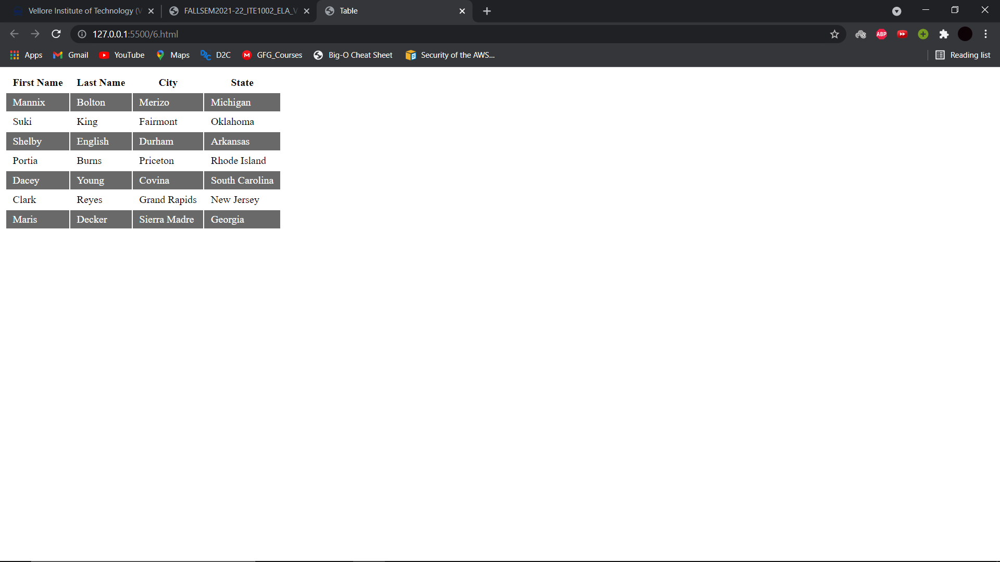 Vellore Institute of Technology (V FALLSEM2021-22_ITE1002_ELA_V Table
127.0.0.1:5500/6.html ABP
Apps Gmail YouTube Maps D2C GFG_Courses Big-O Cheat Sheet Security of the AWS... Reading list
First Name Last Name City State
Mannix Bolton Merizo Michigan
Suki King Fairmont Oklahoma
Shelby English Durham Arkansas
Portia Burns Priceton Rhode Island
Dacey Young Covina South Carolina
Clark Reyes Grand Rapids New Jersey
Maris Decker Sierra Madre Georgia